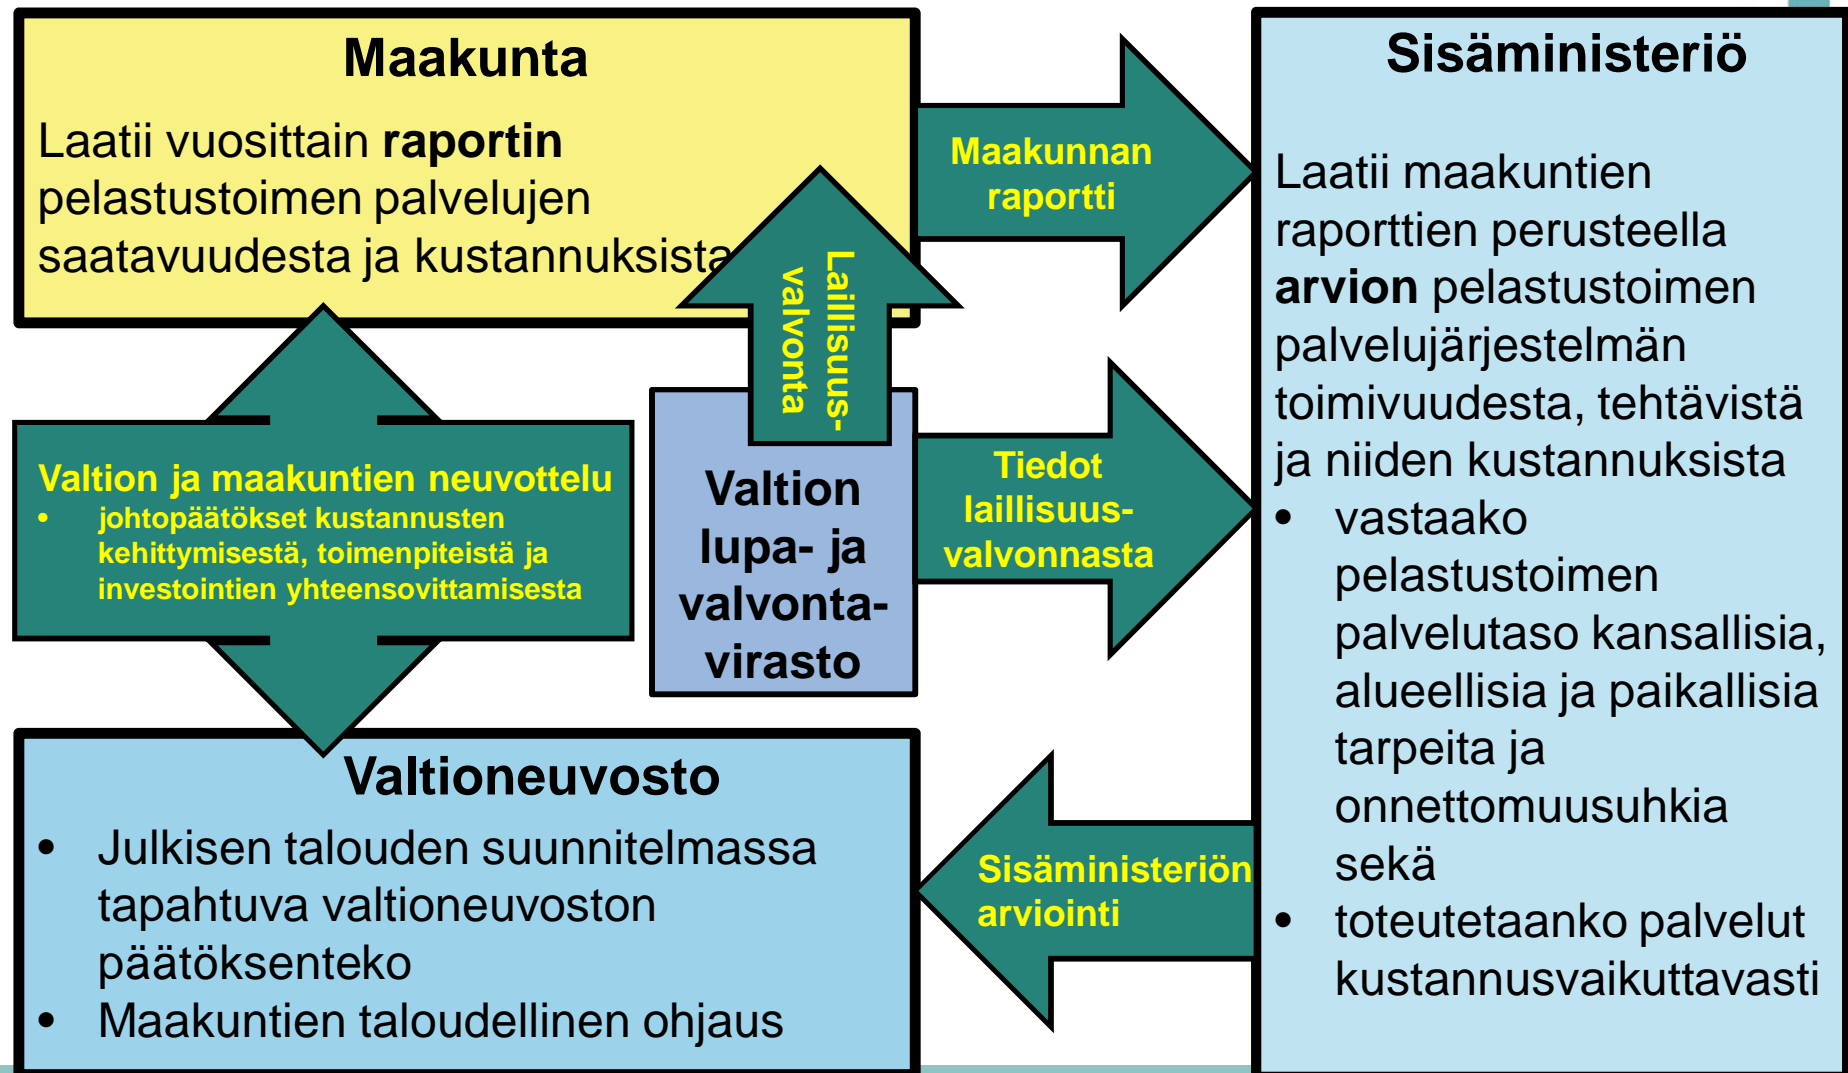 Maakunta
Laatii vuosittain raportin
pelastustoimen palvelujen
saatavuudesta ja kustannuksista
Maakunnan
raportti
Laillisuus-
valvonta
Valtion ja maakuntien neuvottelu
• johtopäätökset kustannusten
kehittymisestä, toimenpiteistä ja
investointien yhteensovittamisesta
Valtion
lupa- ja
valvonta-
virasto
Tiedot
laillisuus-
valvonnasta
Sisäministeriö
Laatii maakuntien
raporttien perusteella
arvion pelastustoimen
palvelujärjestelmän
toimivuudesta, tehtävistä
ja niiden kustannuksista
• vastaako
pelastustoimen
palvelutaso kansallisia,
alueellisia ja paikallisia
tarpeita ja
onnettomuusuhkia
sekä
• toteutetaanko palvelut
kustannusvaikuttavasti
Sisäministeriön
arviointi
Valtioneuvosto
• Julkisen talouden suunnitelmassa
tapahtuva valtioneuvoston
päätöksenteko
• Maakuntien taloudellinen ohjaus